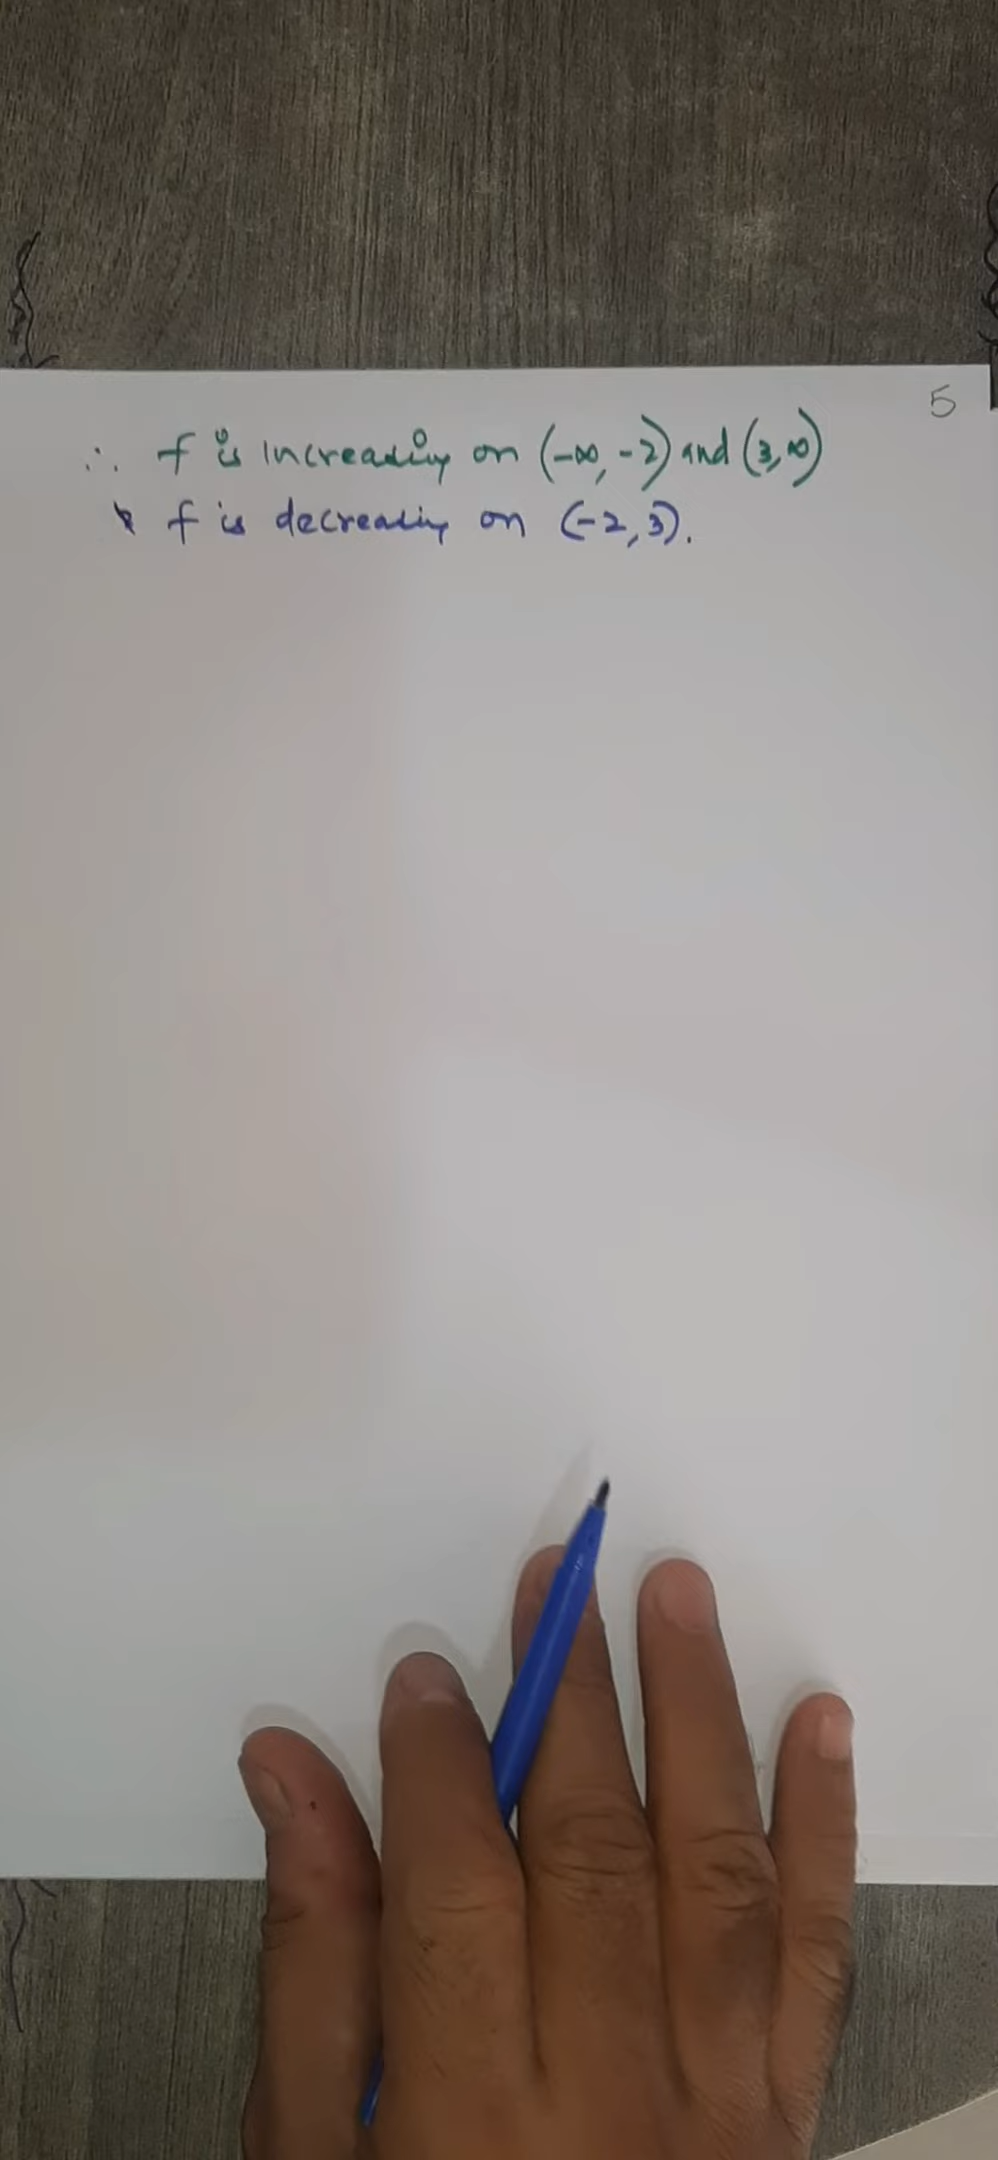 5
∴ f is increasing on (-∞, -2) and (3, ∞)
& f is decreasing on (-2, 3).